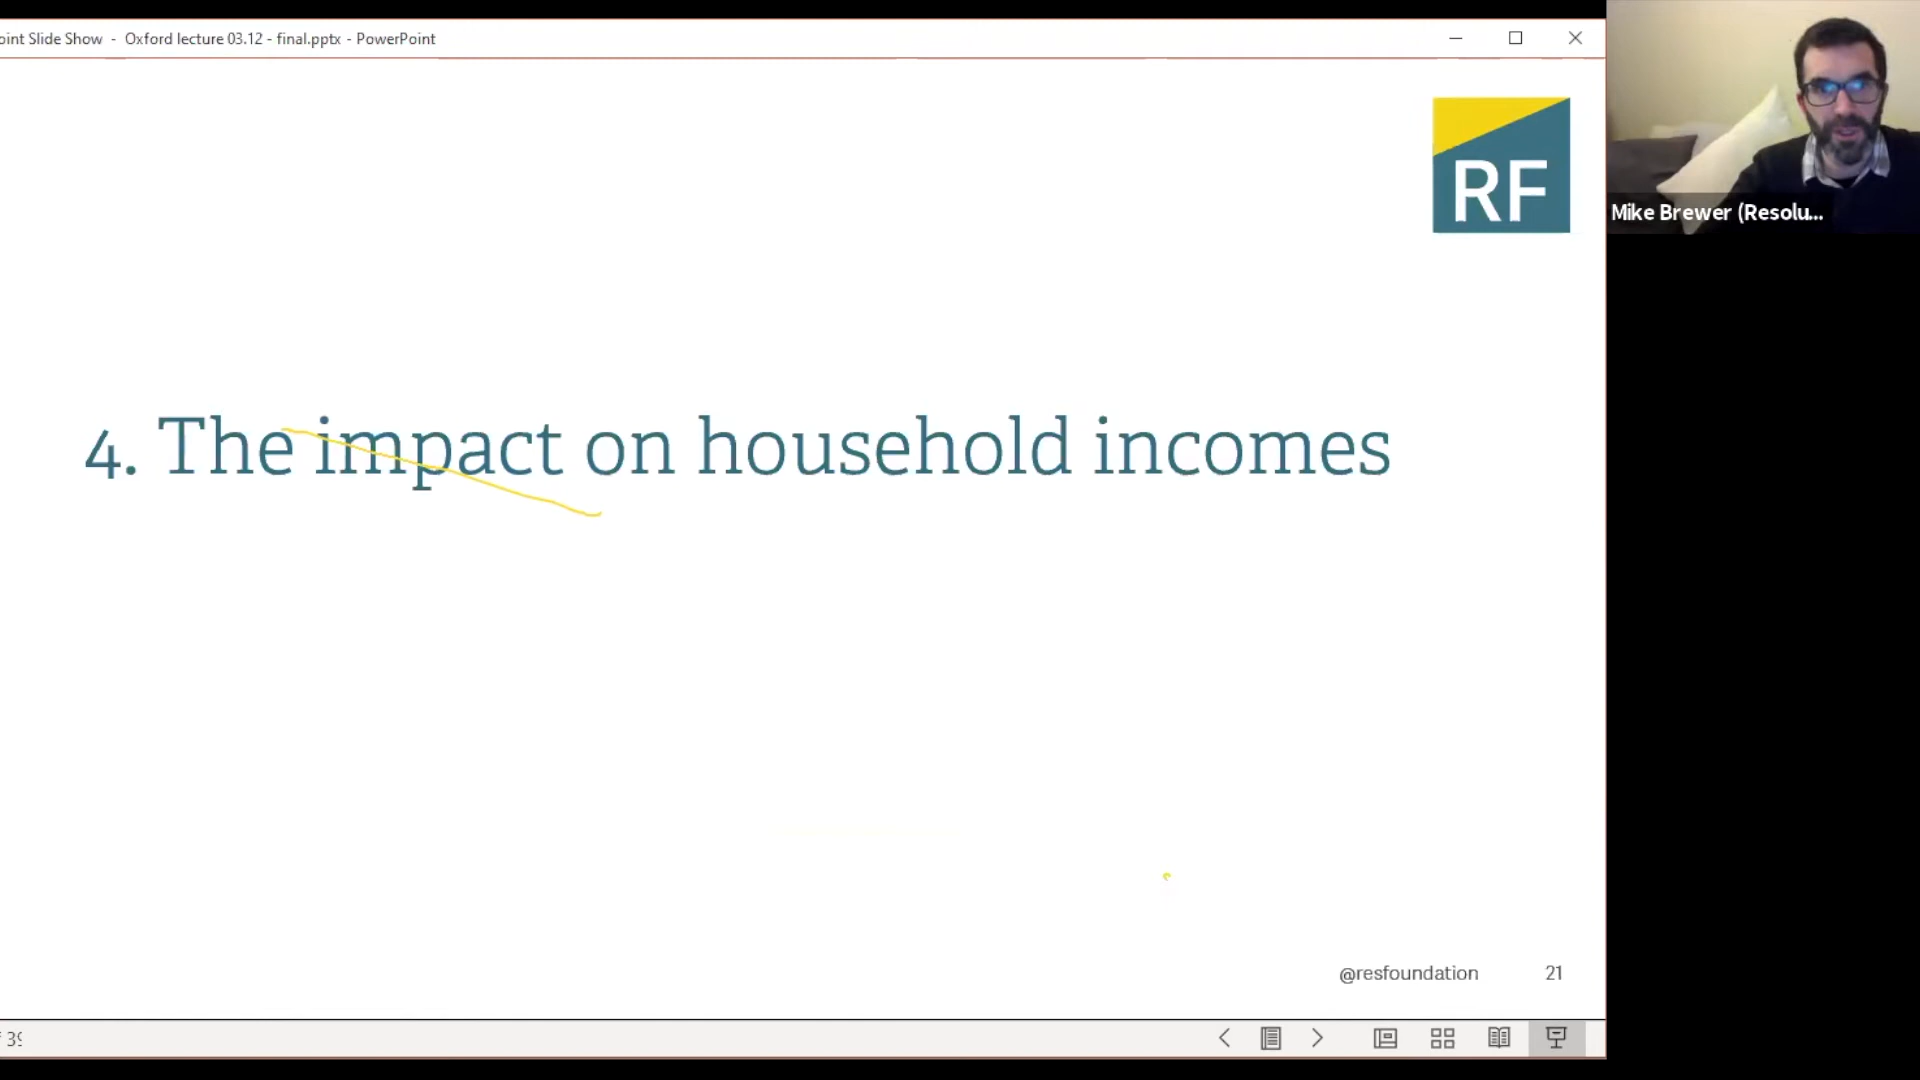 oint Slide Show - Oxford lecture 03.12 - final.pptx - PowerPoint
RF
Mike Brewer (Resolu...
4. The impact on household incomes
@resfoundation 21